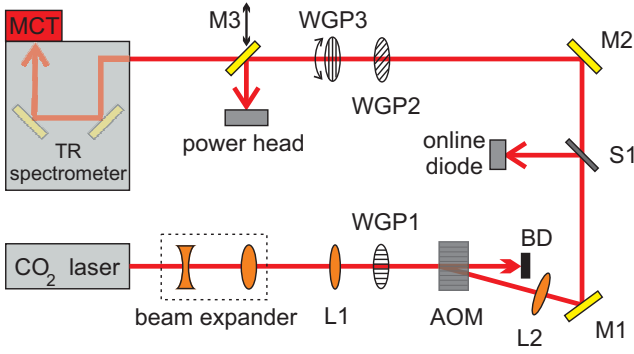 MCT
M3
WGP3
M2
WGP2
power head
TR
spectrometer
online
diode
S1
WGP1
BD
CO2 laser
beam expander
L1
AOM
L2
M1